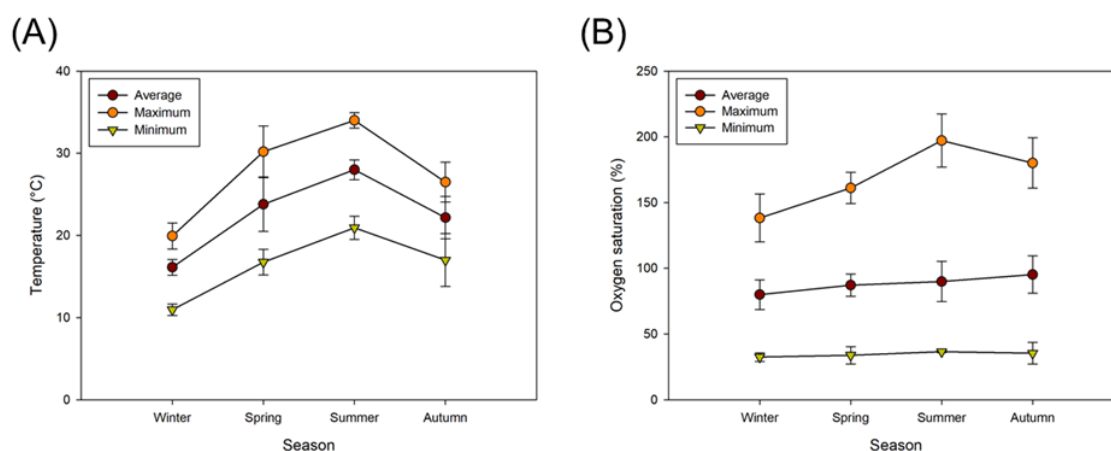 (A)
40
30
20
10
0
Temperature (°C)
Average
Maximum
Minimum
Winter Spring Summer Autumn
Season
(B)
250
200
150
100
50
0
Oxygen saturation (%)
Average
Maximum
Minimum
Winter Spring Summer Autumn
Season